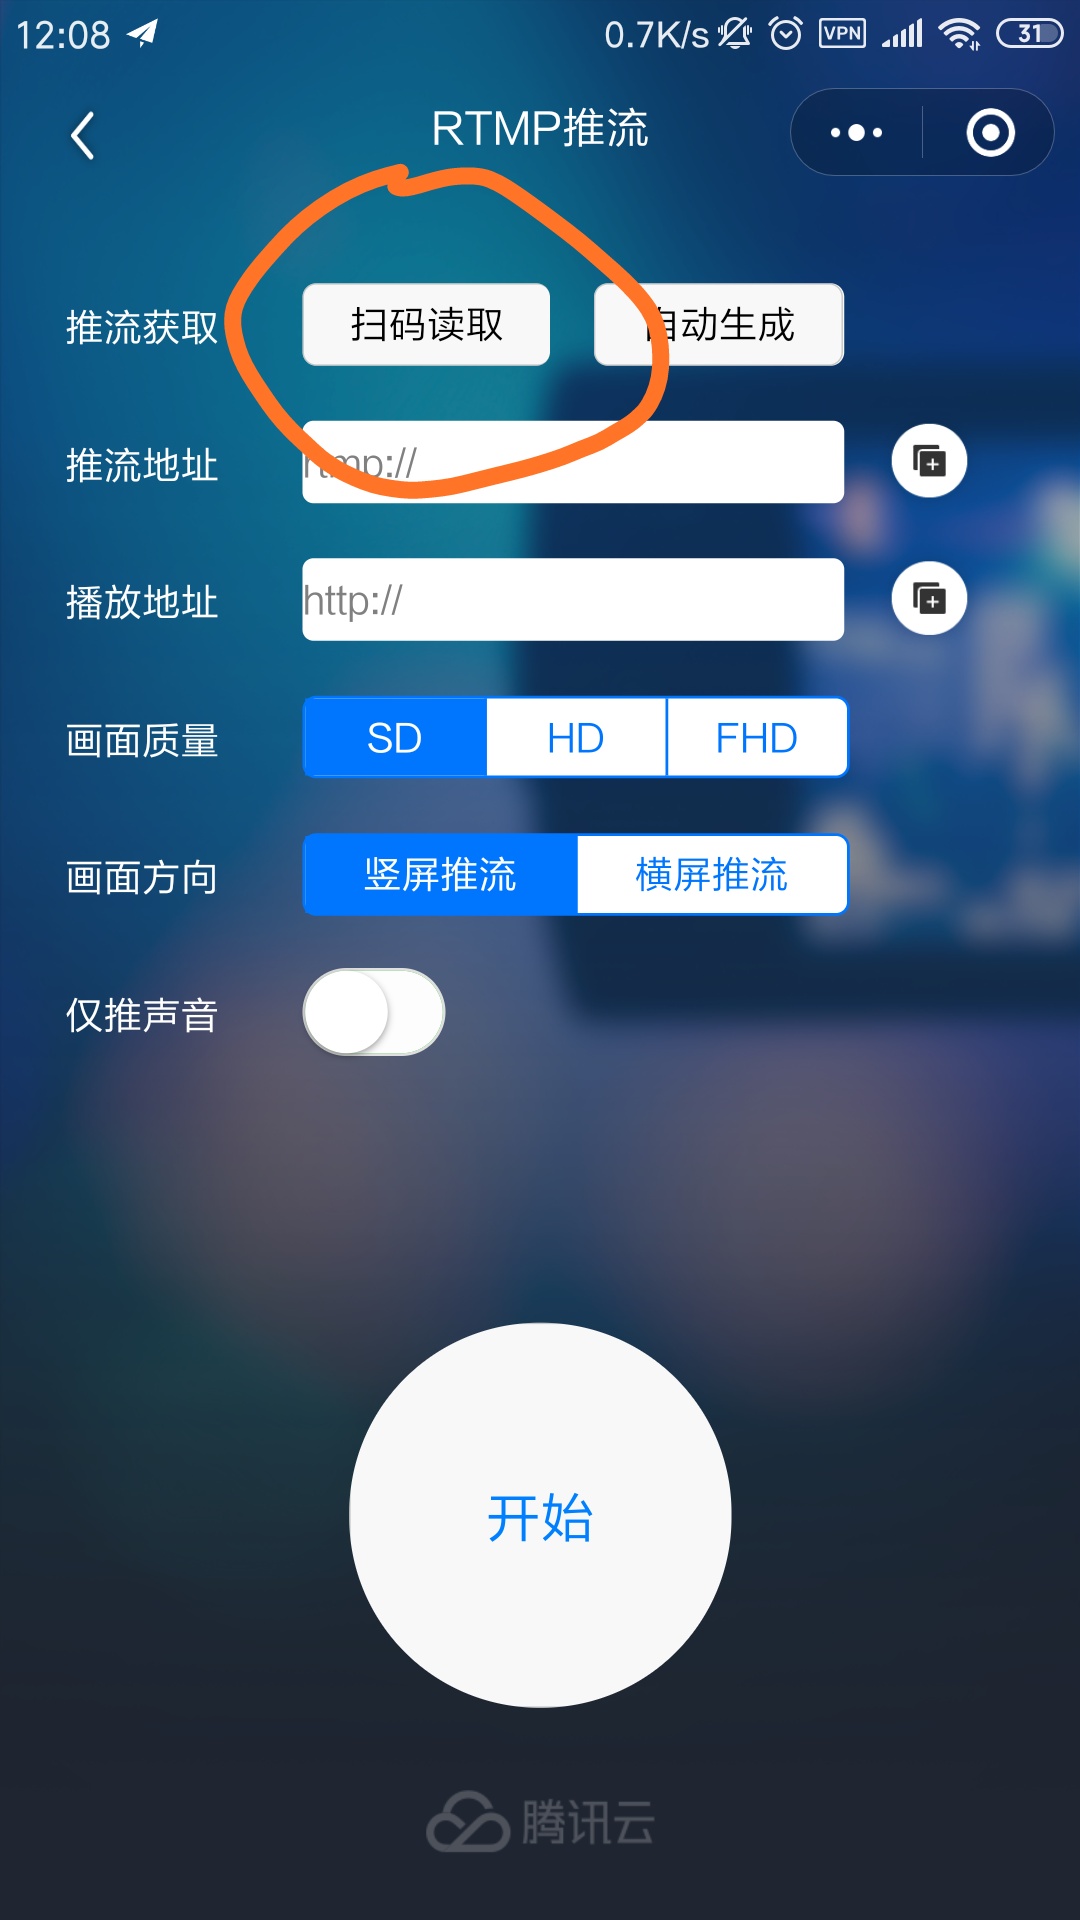 12:08 0.7K/s VPN 31
RTMP推流
推流获取 扫码读取 自动生成
推流地址 rtmp://
播放地址 http://
画面质量 SD HD FHD
画面方向 竖屏推流 横屏推流
仅推声音
开始
腾讯云